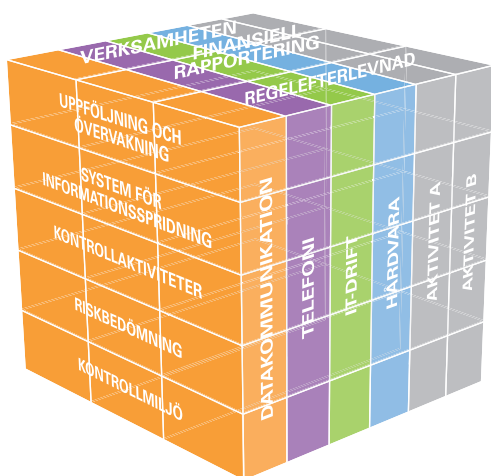 VERKSAMHETEN
FINANSIELL
RAPPORTERING
REGELEFTERLEVNAD
UPPFÖLJNING OCH
ÖVERVAKNING
SYSTEM FÖR
INFORMATIONSSPRIDNING
KONTROLLAKTIVITETER
RISKBEDÖMNING
KONTROLLMILJÖ
DATAKOMMUNIKATION
TELEFONI
IT-DRIFT
HÅRDVARA
AKTIVITET A
AKTIVITET B